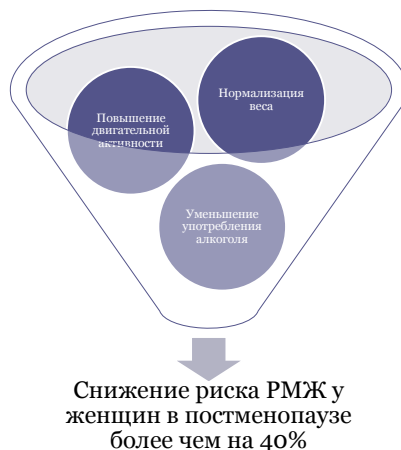 Повышение
двигательной
активности
Нормализация
веса
Уменьшение
употребления
алкоголя
Снижение риска РМЖ у
женщин в постменопаузе
более чем на 40%